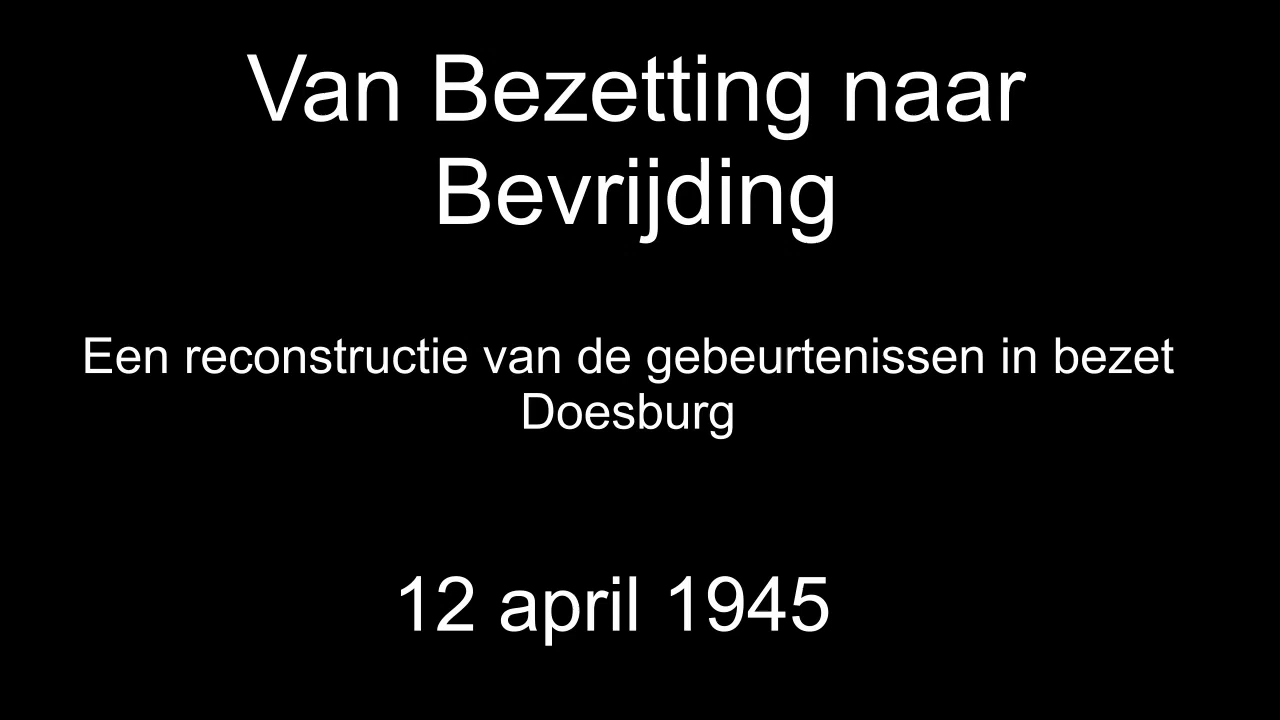 Van Bezetting naar
Bevrijding
Een reconstructie van de gebeurtenissen in bezet
Doesburg
12 april 1945